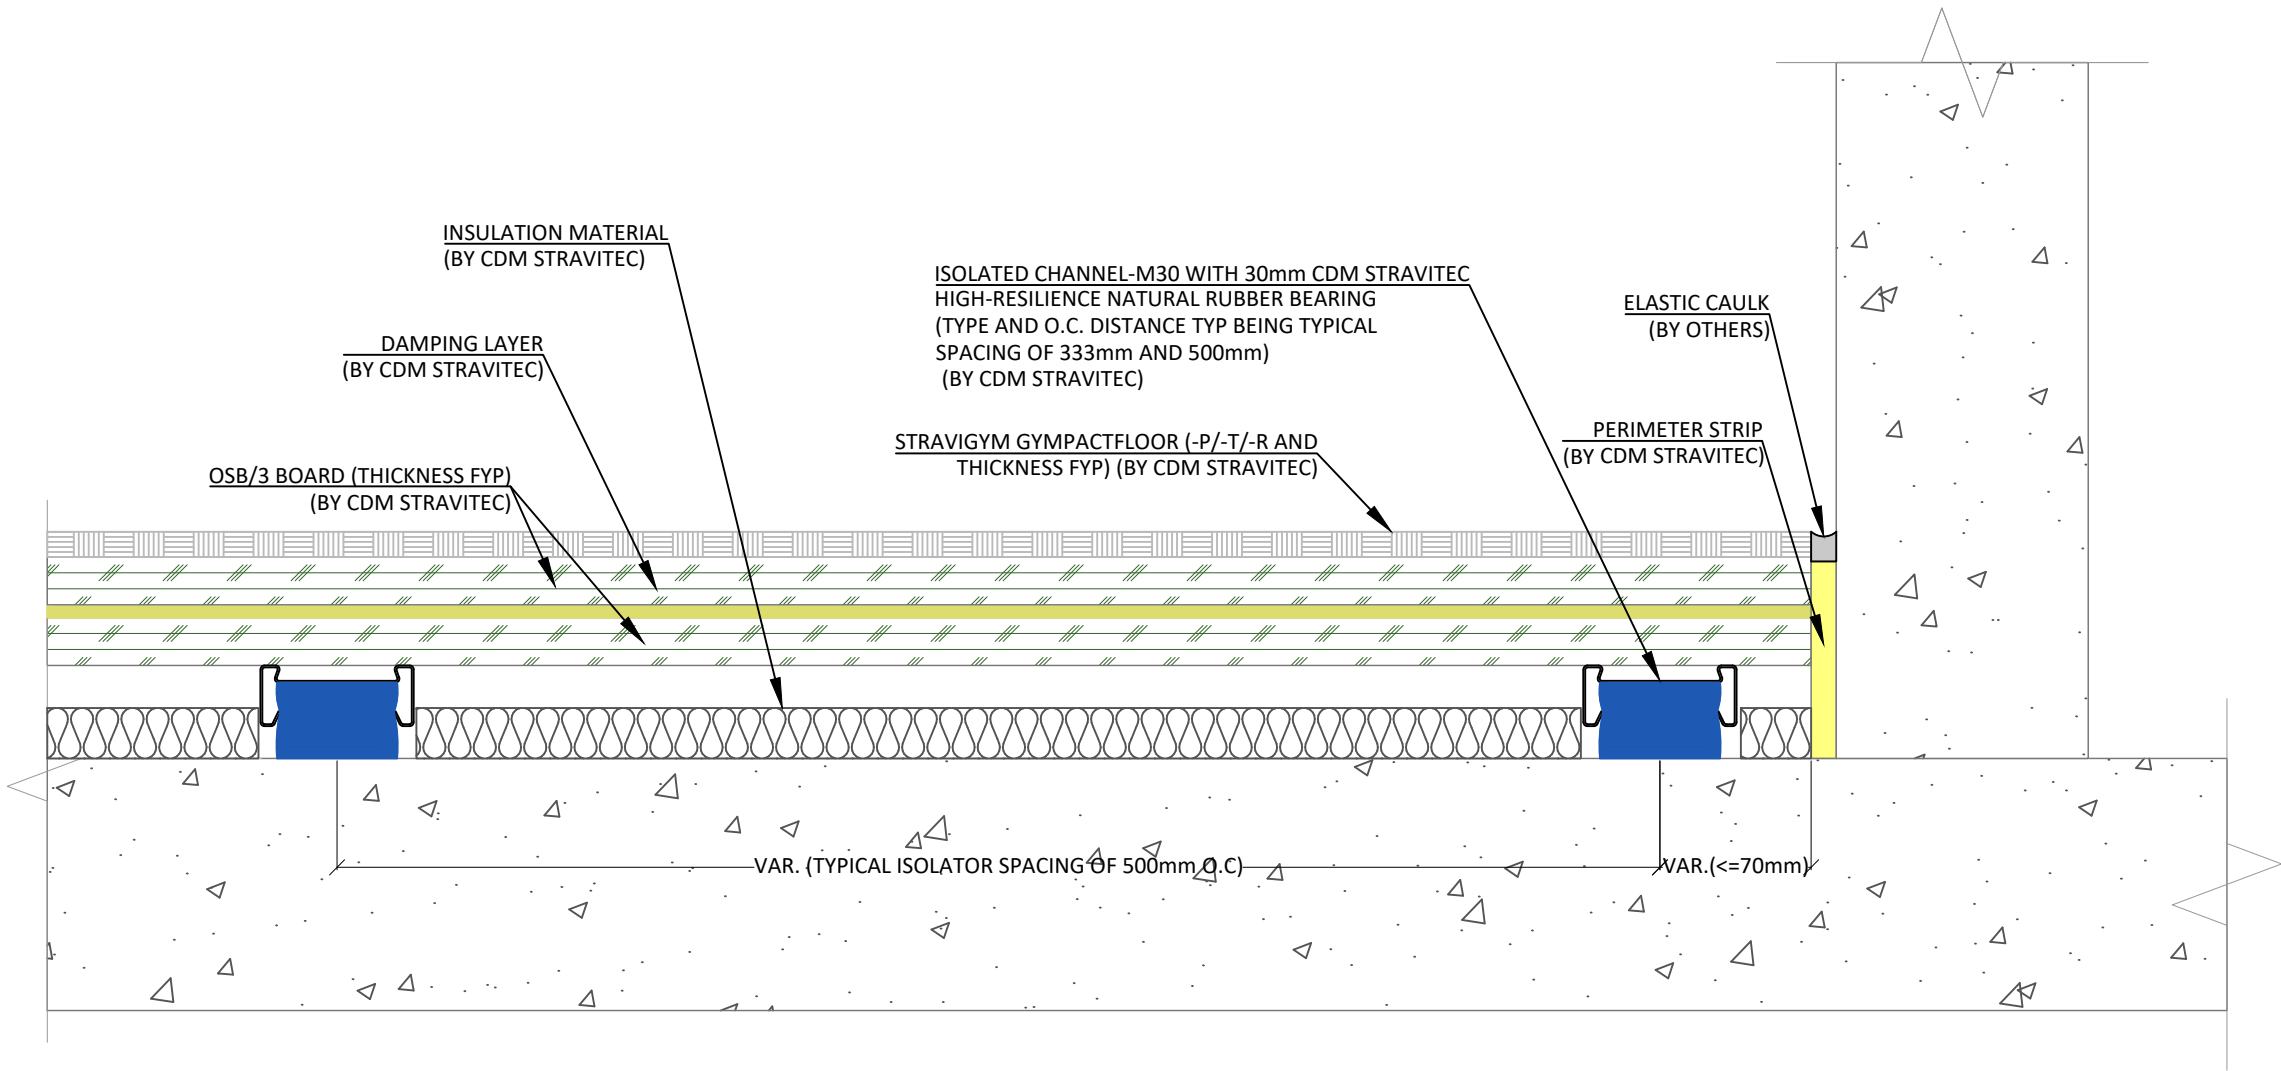 INSULATION MATERIAL
(BY CDM STRAVITEC)
ISOLATED CHANNEL-M30 WITH 30mm CDM STRAVITEC
HIGH-RESILIENCE NATURAL RUBBER BEARING
(TYPE AND O.C. DISTANCE TYP BEING TYPICAL
SPACING OF 333mm AND 500mm)
(BY CDM STRAVITEC)
ELASTIC CAULK
(BY OTHERS)
DAMPING LAYER
(BY CDM STRAVITEC)
STRAVIGYM GYMPACTFLOOR (-P/-T/-R AND
THICKNESS FYP) (BY CDM STRAVITEC)
PERIMETER STRIP
(BY CDM STRAVITEC)
OSB/3 BOARD (THICKNESS FYP)
(BY CDM STRAVITEC)
VAR. (TYPICAL ISOLATOR SPACING OF 500mm O.C)
VAR.(<=70mm)